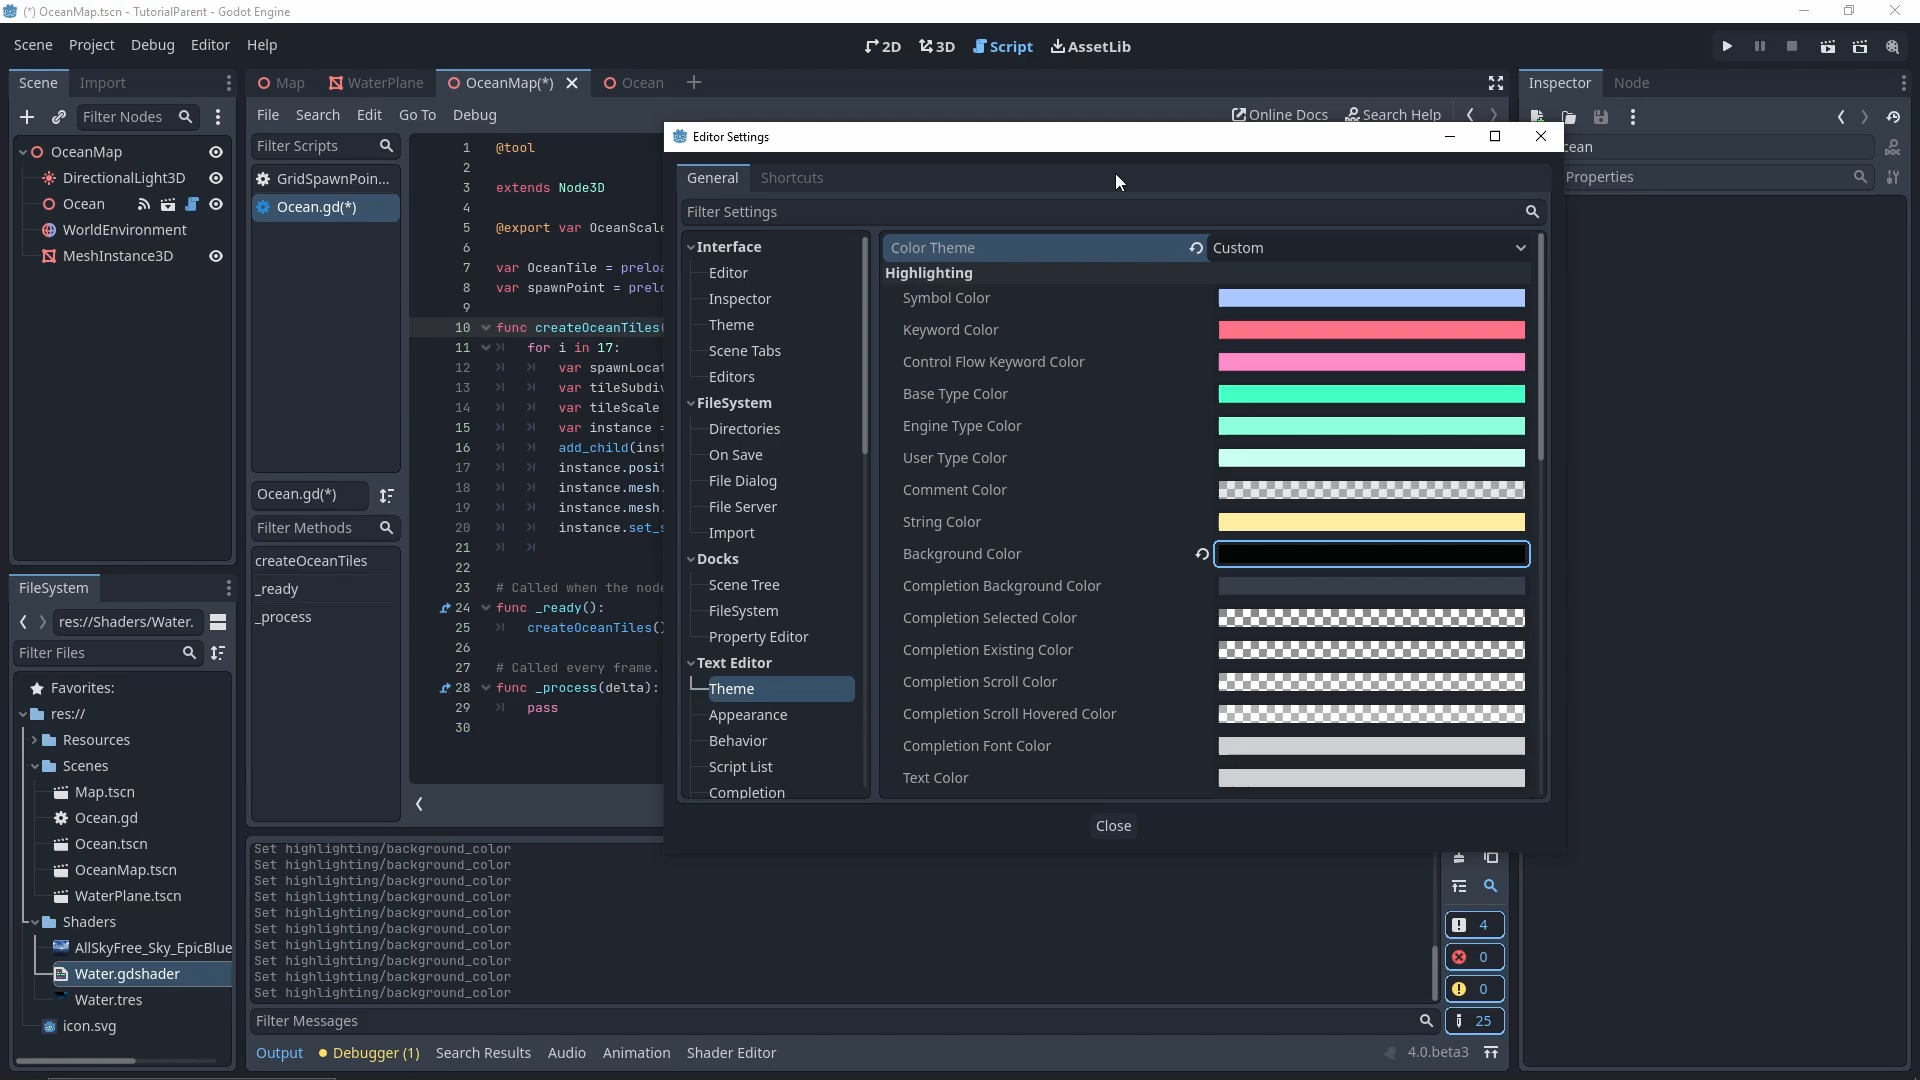 (*) OceanMap.tscn - TutorialParent - Godot Engine
Scene Project Debug Editor Help
2D 3D Script AssetLib
Scene Import
Map WaterPlane OceanMap(*) Ocean
Inspector Node
Filter Nodes
File Search Edit Go To Debug
Online Docs Search Help
OceanMap
DirectionalLight3D
Ocean
WorldEnvironment
MeshInstance3D
Filter Scripts
GridSpawnPoin...
Ocean.gd(*)
Ocean.gd(*)
Filter Methods
createOceanTiles
_ready
_process
1 @tool
2
3 extends Node3D
4
5 @export var OceanScale
6
7 var OceanTile = preloa
8 var spawnPoint = prelo
9
10 func createOceanTiles(
11 for i in 17:
12 var spawnLocat
13 var tileSubdiv
14 var tileScale
15 var instance =
16 add_child(inst
17 instance.posit
18 instance.mesh.
19 instance.mesh.
20 instance.set_s
21
22
23 # Called when the node
24 func _ready():
25 createOceanTiles()
26
27 # Called every frame.
28 func _process(delta):
29 pass
30
Editor Settings
General Shortcuts
Filter Settings
Interface
Editor
Inspector
Theme
Scene Tabs
Editors
FileSystem
Directories
On Save
File Dialog
File Server
Import
Docks
Scene Tree
FileSystem
Property Editor
Text Editor
Theme
Appearance
Behavior
Script List
Completion
Color Theme Custom
Highlighting
Symbol Color
Keyword Color
Control Flow Keyword Color
Base Type Color
Engine Type Color
User Type Color
Comment Color
String Color
Background Color
Completion Background Color
Completion Selected Color
Completion Existing Color
Completion Scroll Color
Completion Scroll Hovered Color
Completion Font Color
Text Color
Close
cean
Properties
FileSystem
res://Shaders/Water.
Filter Files
Favorites:
res://
Resources
Scenes
Map.tscn
Ocean.gd
Ocean.tscn
OceanMap.tscn
WaterPlane.tscn
Shaders
AllSkyFree_Sky_EpicBlue
Water.gdshader
Water.tres
icon.svg
Set highlighting/background_color
Set highlighting/background_color
Set highlighting/background_color
Set highlighting/background_color
Set highlighting/background_color
Set highlighting/background_color
Set highlighting/background_color
Set highlighting/background_color
Set highlighting/background_color
Set highlighting/background_color
4
0
0
25
Filter Messages
Output Debugger (1) Search Results Audio Animation Shader Editor
4.0.beta3